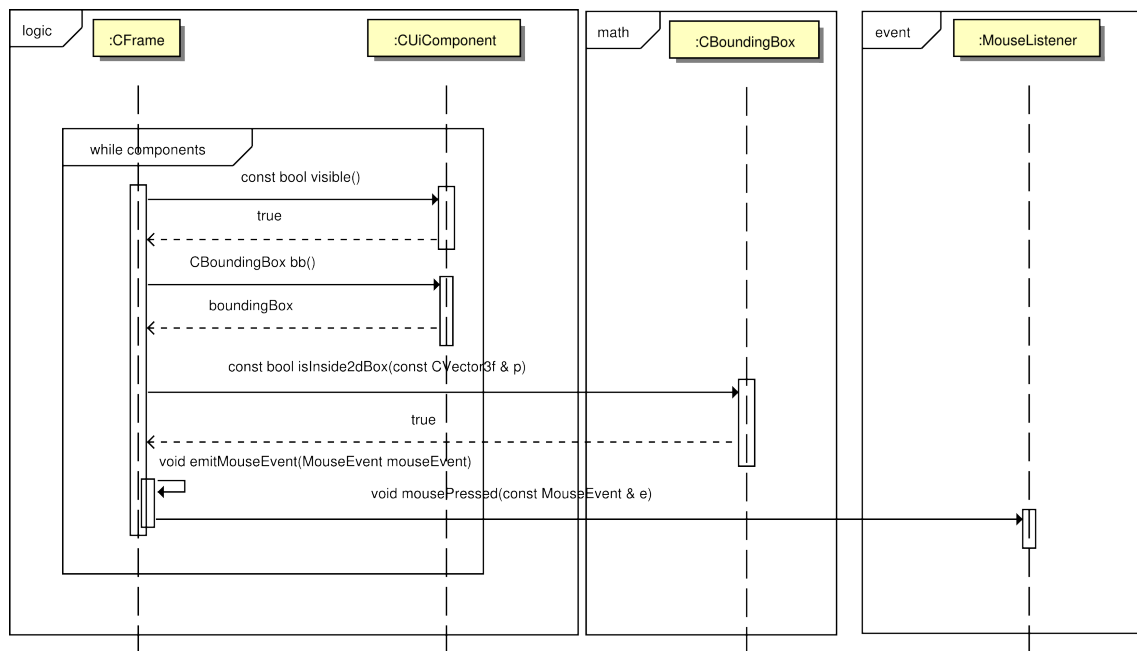 logic
:CFrame
:CUiComponent
math
:CBoundingBox
event
:MouseListener
while components
const bool visible()
true
CBoundingBox bb()
boundingBox
const bool isInside2dBox(const CVector3f & p)
true
void emitMouseEvent(MouseEvent mouseEvent)
void mousePressed(const MouseEvent & e)